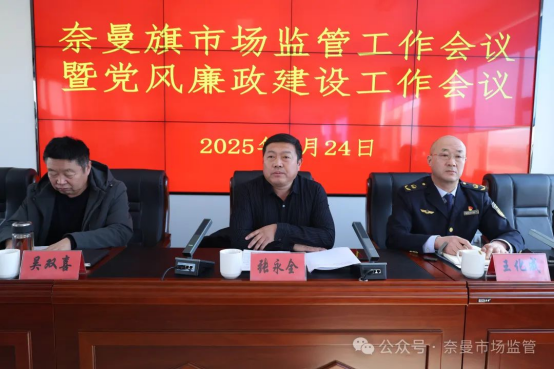 奈曼旗市场监管工作会议
暨党风廉政建设工作会议
2025年 月24日
吴双喜
张永全
王化
公众号·奈曼市场监管